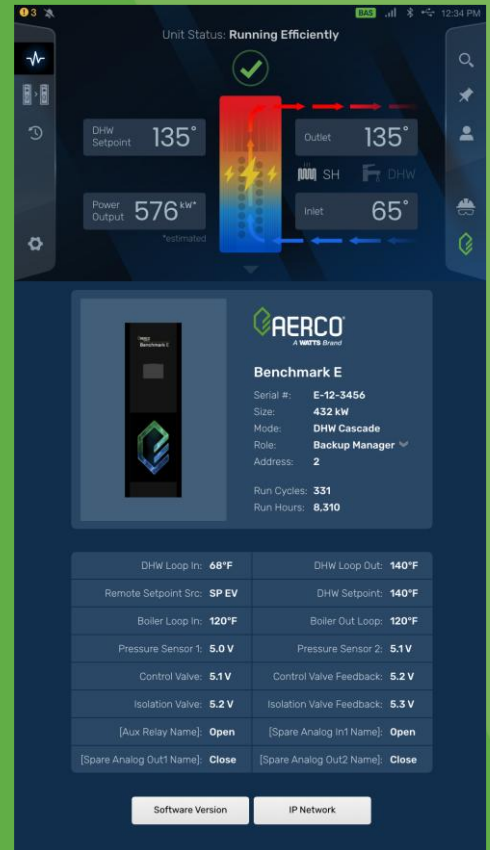 3 BAS 12:34 PM
Unit Status: Running Efficiently
DHW Setpoint 135°
Outlet 135°
SH DHW
Power Output 576 kW*
*estimated
Inlet 65°
AERCO
A WATTS Brand
Benchmark E
Serial #: E-12-3456
Size: 432 kW
Mode: DHW Cascade
Role: Backup Manager
Address: 2
Run Cycles: 331
Run Hours: 8,310
AERCO
Benchmark E
DHW Loop In: 68°F DHW Loop Out: 140°F
Remote Setpoint Src: SP EV DHW Setpoint: 140°F
Boiler Loop In: 120°F Boiler Out Loop: 120°F
Pressure Sensor 1: 5.0 V Pressure Sensor 2: 5.1 V
Control Valve: 5.1 V Control Valve Feedback: 5.2 V
Isolation Valve: 5.2 V Isolation Valve Feedback: 5.3 V
[Aux Relay Name]: Open [Spare Analog In1 Name]: Open
[Spare Analog Out1 Name]: Close [Spare Analog Out2 Name]: Close
Software Version IP Network